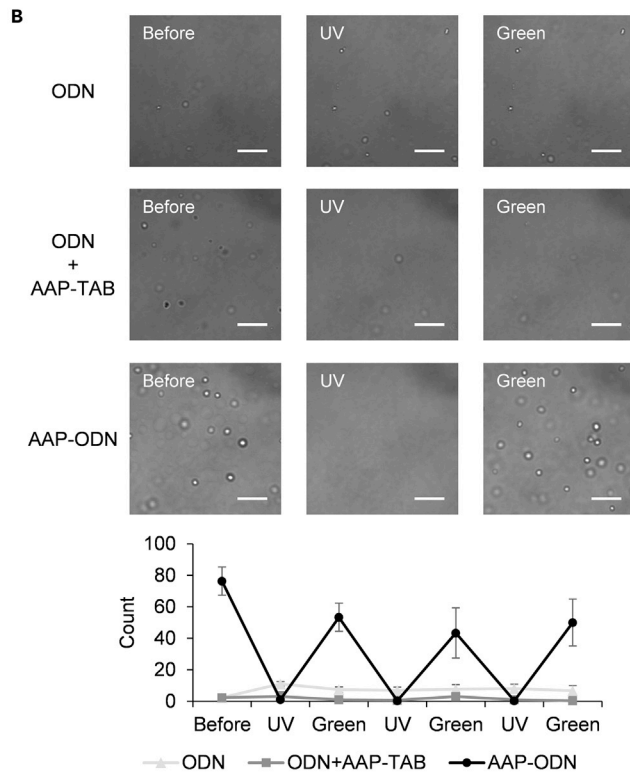 B
Before UV Green
ODN
Before UV Green
ODN
+
AAP-TAB
Before UV Green
AAP-ODN
100
80
60
40
20
0
Count
Before UV Green UV Green UV Green
ODN ODN+AAP-TAB AAP-ODN